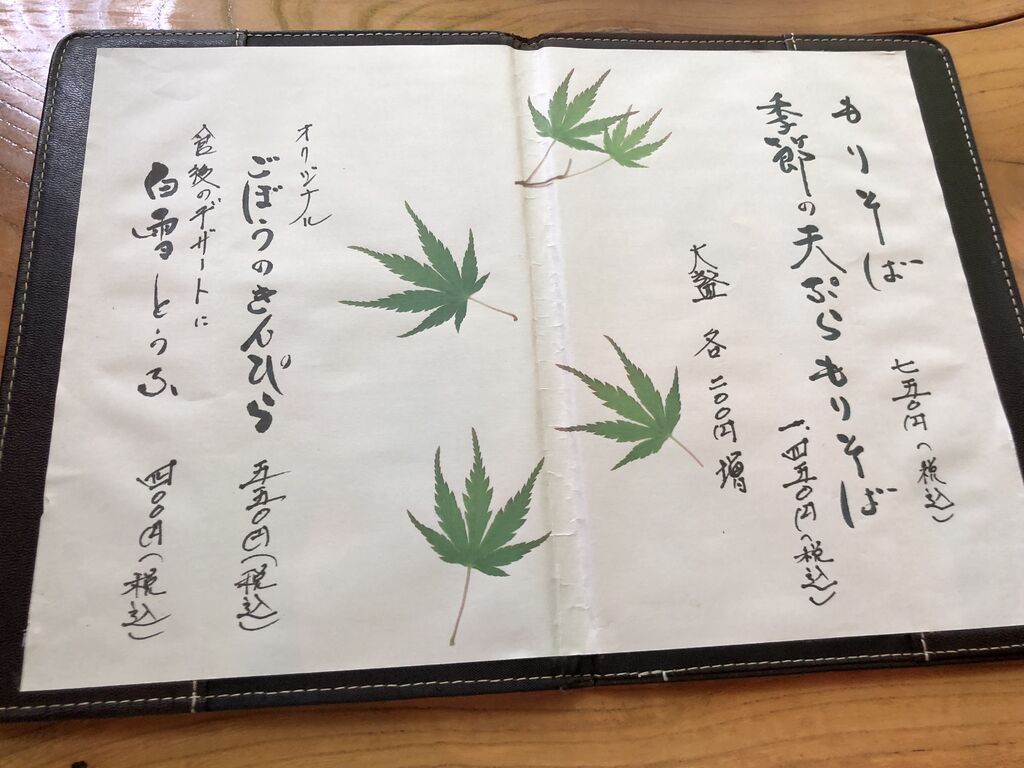 もりそば
七五〇円(税込)
季節の天ぷらもりそば
一、四五〇円(税込)
大盛 各 二〇〇円増
オリジナル
ごぼうのきんぴら
五五〇円(税込)
食後のデザートに
白雪とうふ
四〇〇円(税込)